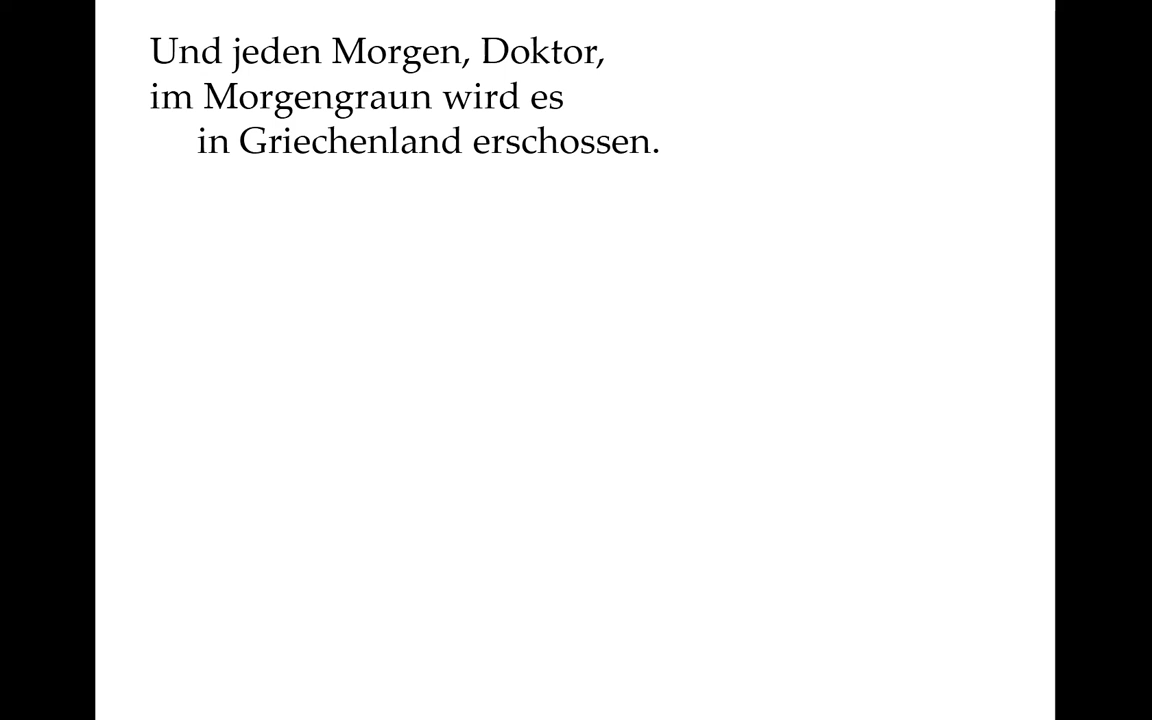 Und jeden Morgen, Doktor,
im Morgengraun wird es
in Griechenland erschossen.